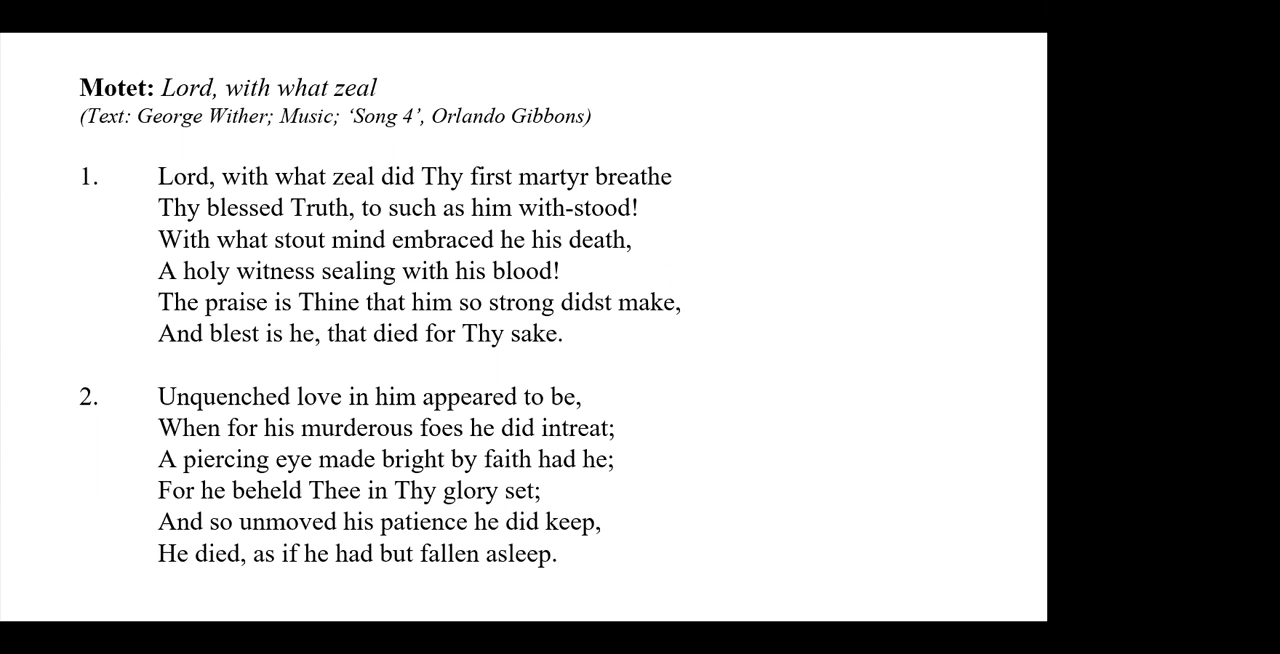 Motet: Lord, with what zeal
(Text: George Wither; Music; ‘Song 4’, Orlando Gibbons)
1. Lord, with what zeal did Thy first martyr breathe
Thy blessed Truth, to such as him with-stood!
With what stout mind embraced he his death,
A holy witness sealing with his blood!
The praise is Thine that him so strong didst make,
And blest is he, that died for Thy sake.
2. Unquenched love in him appeared to be,
When for his murderous foes he did intreat;
A piercing eye made bright by faith had he;
For he beheld Thee in Thy glory set;
And so unmoved his patience he did keep,
He died, as if he had but fallen asleep.